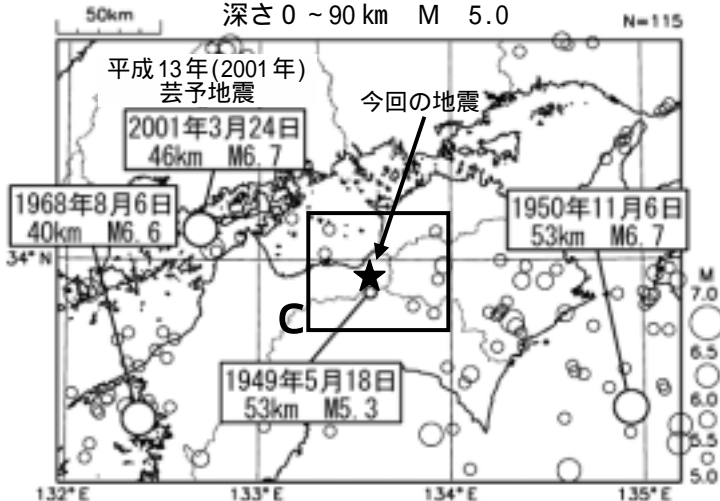 深さ0~90km M 5.0
50km
N=115
平成13年(2001年)
芸予地震
今回の地震
2001年3月24日
46km M6.7
1968年8月6日
40km M6.6
1950年11月6日
53km M6.7
34°N
C
1949年5月18日
53km M5.3
M
7.0
6.5
6.0
5.5
5.0
132°E
133°E
134°E
135°E